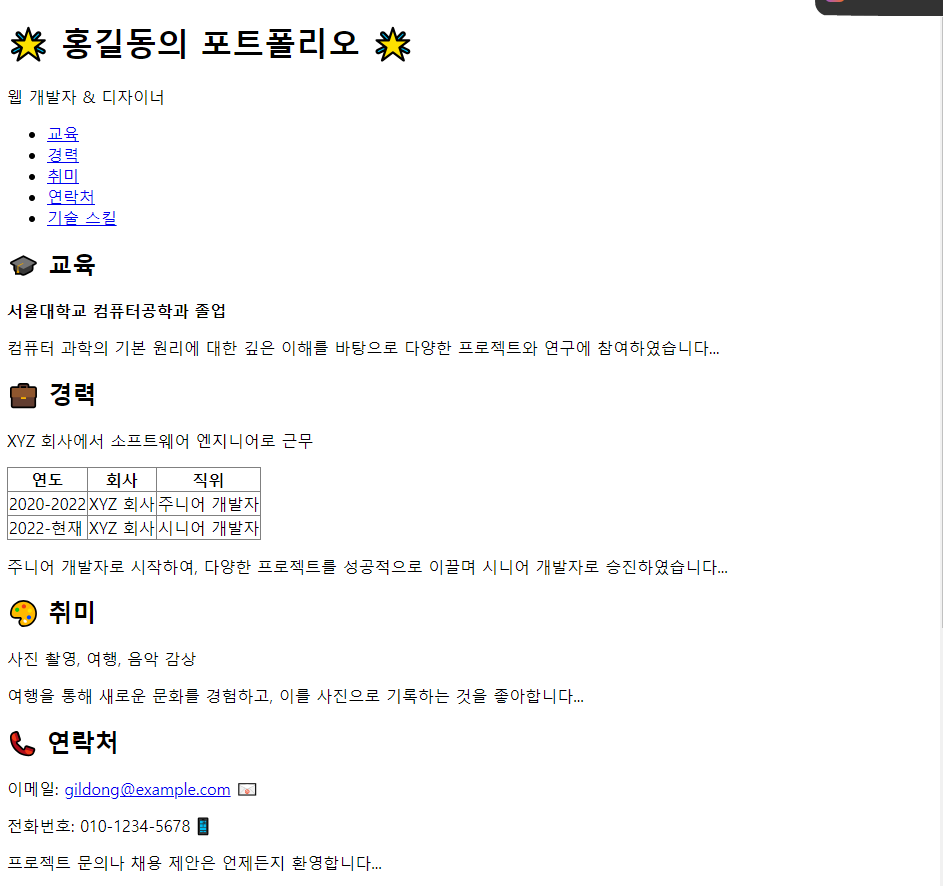 🌟 홍길동의 포트폴리오 🌟
웹 개발자 & 디자이너
• 교육
• 경력
• 취미
• 연락처
• 기술 스킬
🎓 교육
서울대학교 컴퓨터공학과 졸업
컴퓨터 과학의 기본 원리에 대한 깊은 이해를 바탕으로 다양한 프로젝트와 연구에 참여하였습니다...
💼 경력
XYZ 회사에서 소프트웨어 엔지니어로 근무
연도 회사 직위
2020-2022 XYZ 회사 주니어 개발자
2022-현재 XYZ 회사 시니어 개발자
주니어 개발자로 시작하여, 다양한 프로젝트를 성공적으로 이끌며 시니어 개발자로 승진하였습니다...
🎨 취미
사진 촬영, 여행, 음악 감상
여행을 통해 새로운 문화를 경험하고, 이를 사진으로 기록하는 것을 좋아합니다...
📞 연락처
이메일: gildong@example.com 💌
전화번호: 010-1234-5678 📱
프로젝트 문의나 채용 제안은 언제든지 환영합니다...